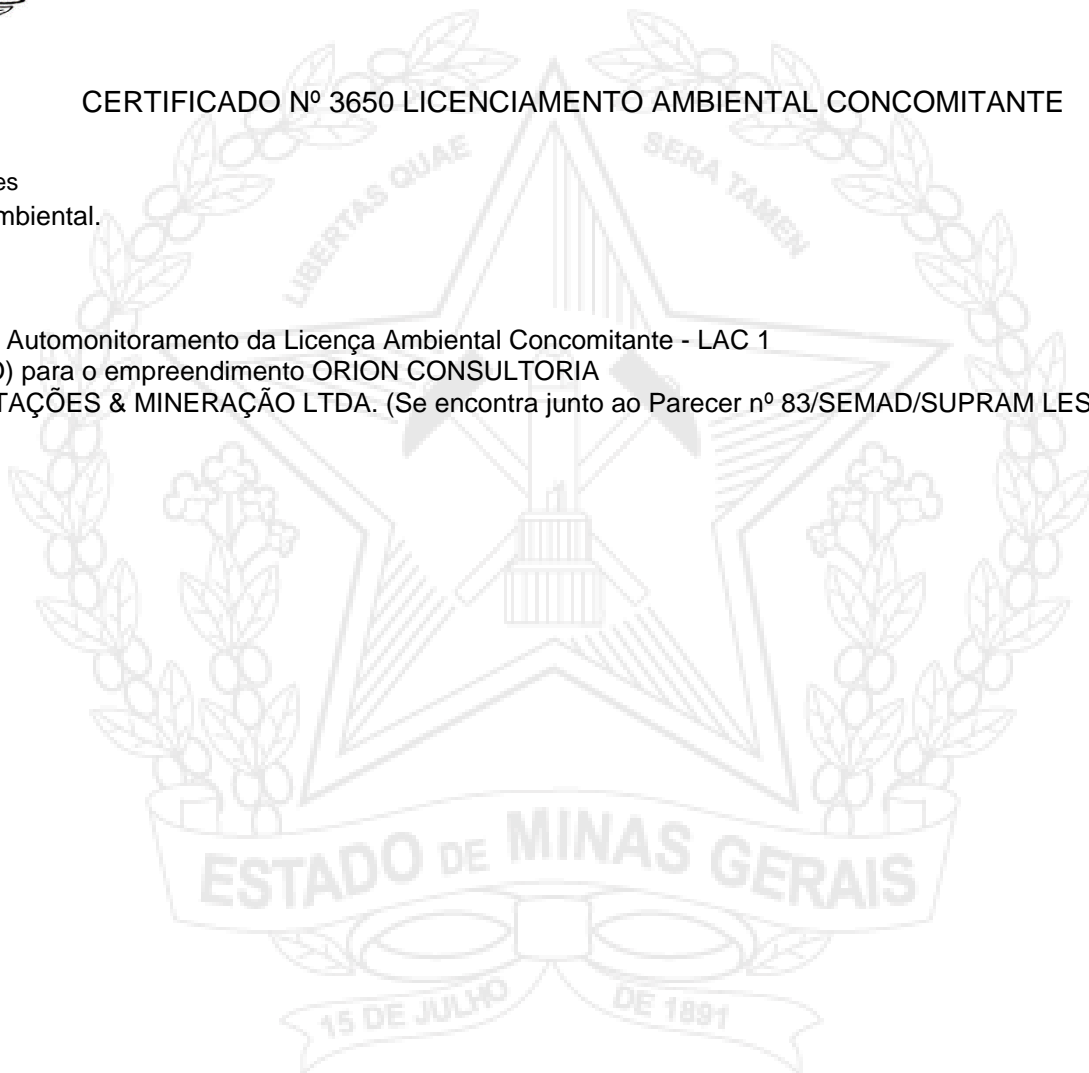 CERTIFICADO Nº 3650 LICENCIAMENTO AMBIENTAL CONCOMITANTE
LIBERTAS QUAE SERA TAMEN
es
mbiental.
Automonitoramento da Licença Ambiental Concomitante - LAC 1
) para o empreendimento ORION CONSULTORIA
TAÇÕES & MINERAÇÃO LTDA. (Se encontra junto ao Parecer nº 83/SEMAD/SUPRAM LES
ESTADO DE MINAS GERAIS
15 DE JULHO DE 1891